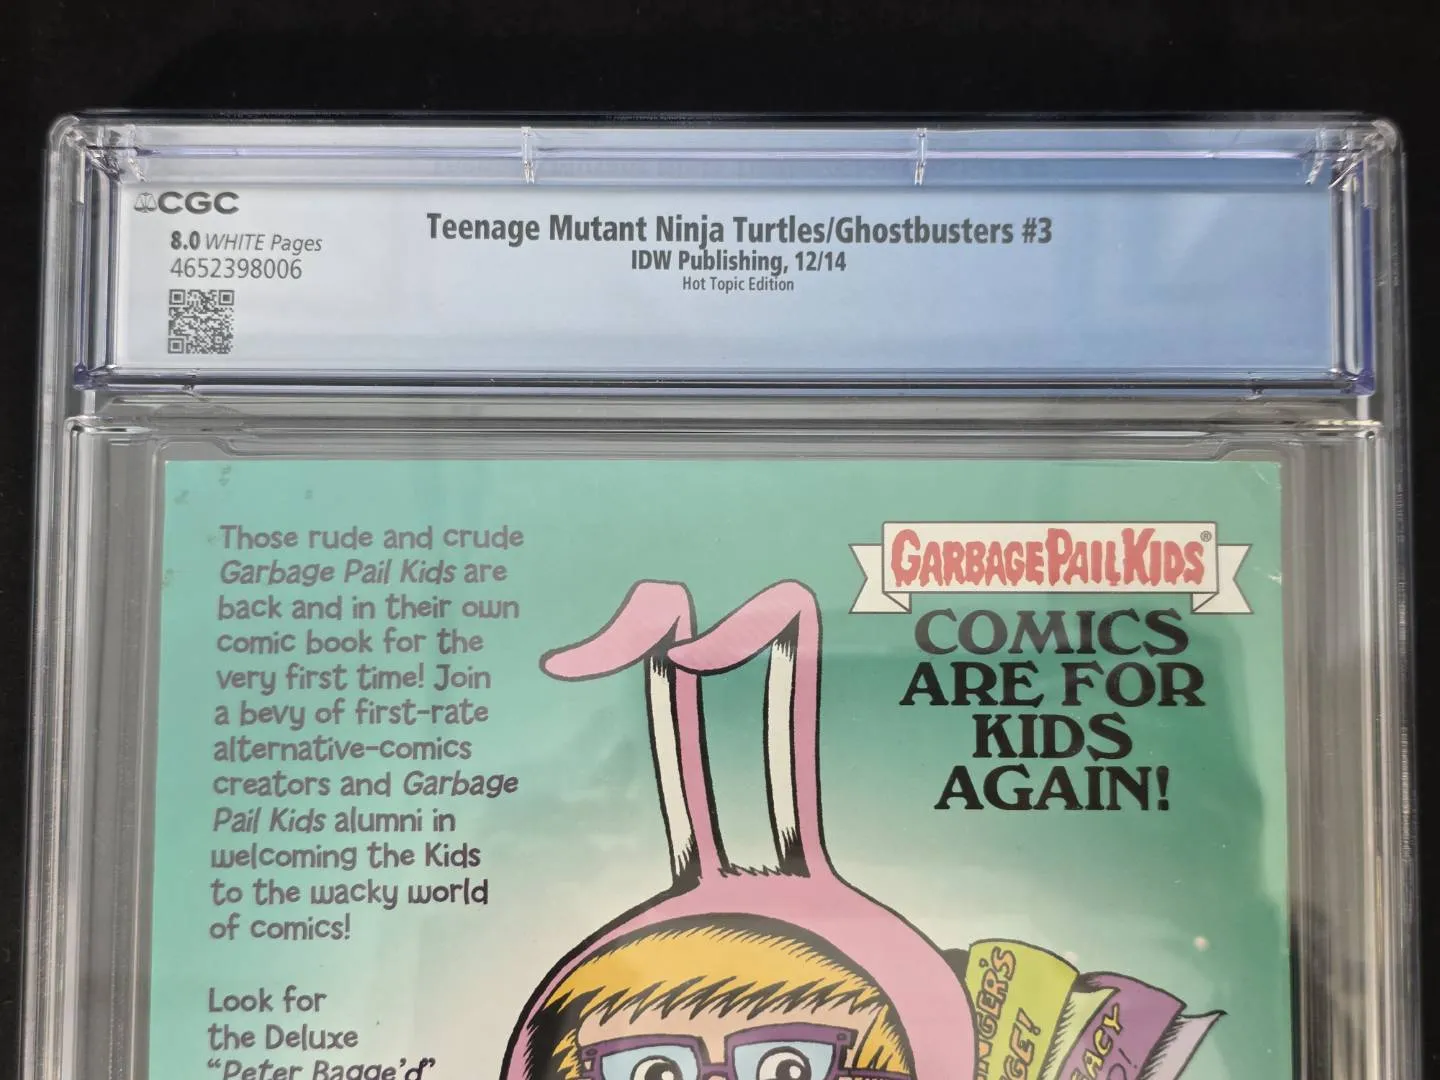 CGC
8.0 WHITE Pages
4652398006
Teenage Mutant Ninja Turtles/Ghostbusters #3
IDW Publishing, 12/14
Hot Topic Edition
Those rude and crude
Garbage Pail Kids are
back and in their own
comic book for the
very first time! Join
a bevy of first-rate
alternative-comics
creators and Garbage
Pail Kids alumni in
welcoming the Kids
to the wacky world
of comics!
Look for
the Deluxe
"Peter Bagge'd"
GARBAGE PAIL KIDS®
COMICS
ARE FOR
KIDS
AGAIN!